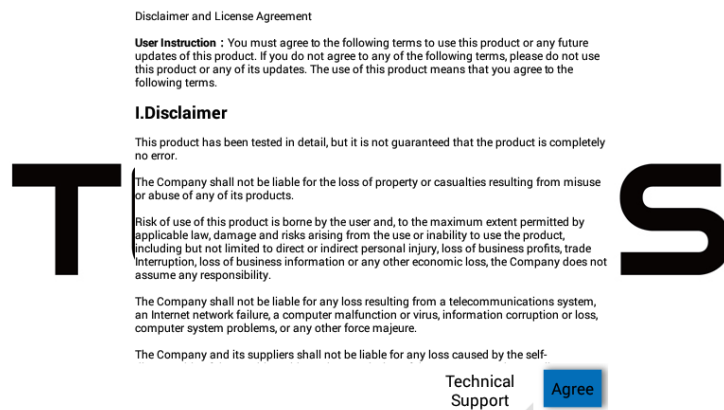 Disclaimer and License Agreement
User Instruction : You must agree to the following terms to use this product or any future
updates of this product. If you do not agree to any of the following terms, please do not use
this product or any of its updates. The use of this product means that you agree to the
following terms.
I.Disclaimer
This product has been tested in detail, but it is not guaranteed that the product is completely
no error.
The Company shall not be liable for the loss of property or casualties resulting from misuse
or abuse of any of its products.
Risk of use of this product is borne by the user and, to the maximum extent permitted by
applicable law, damage and risks arising from the use or inability to use the product,
including but not limited to direct or indirect personal injury, loss of business profits, trade
Interruption, loss of business information or any other economic loss, the Company does not
assume any responsibility.
The Company shall not be liable for any loss resulting from a telecommunications system,
an Internet network failure, a computer malfunction or virus, information corruption or loss,
computer system problems, or any other force majeure.
The Company and its suppliers shall not be liable for any loss caused by the self-
T S
Technical
Support
Agree